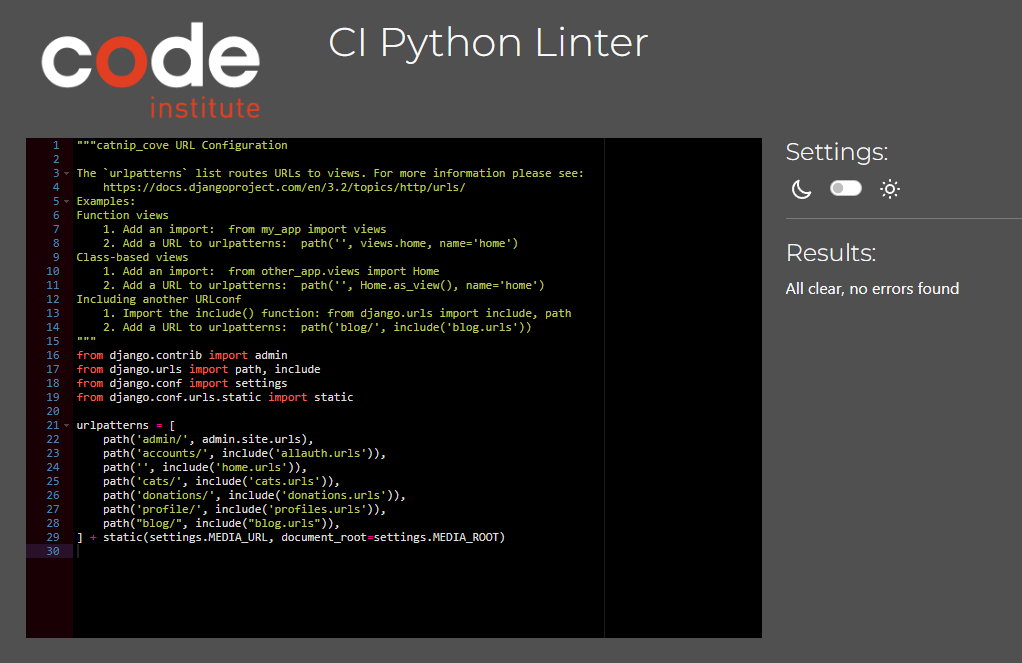 code
institute
CI Python Linter
1 """catnip_cove URL Configuration
2
3 The `urlpatterns` list routes URLs to views. For more information please see:
4     https://docs.djangoproject.com/en/3.2/topics/http/urls/
5 Examples:
6 Function views
7     1. Add an import:  from my_app import views
8     2. Add a URL to urlpatterns:  path('', views.home, name='home')
9 Class-based views
10     1. Add an import:  from other_app.views import Home
11     2. Add a URL to urlpatterns:  path('', Home.as_view(), name='home')
12 Including another URLconf
13     1. Import the include() function: from django.urls import include, path
14     2. Add a URL to urlpatterns:  path('blog/', include('blog.urls'))
15 """
16 from django.contrib import admin
17 from django.urls import path, include
18 from django.conf import settings
19 from django.conf.urls.static import static
20
21 urlpatterns = [
22     path('admin/', admin.site.urls),
23     path('accounts/', include('allauth.urls')),
24     path('', include('home.urls')),
25     path('cats/', include('cats.urls')),
26     path('donations/', include('donations.urls')),
27     path('profile/', include('profiles.urls')),
28     path("blog/", include("blog.urls")),
29 ] + static(settings.MEDIA_URL, document_root=settings.MEDIA_ROOT)
30
Settings:
Results:
All clear, no errors found